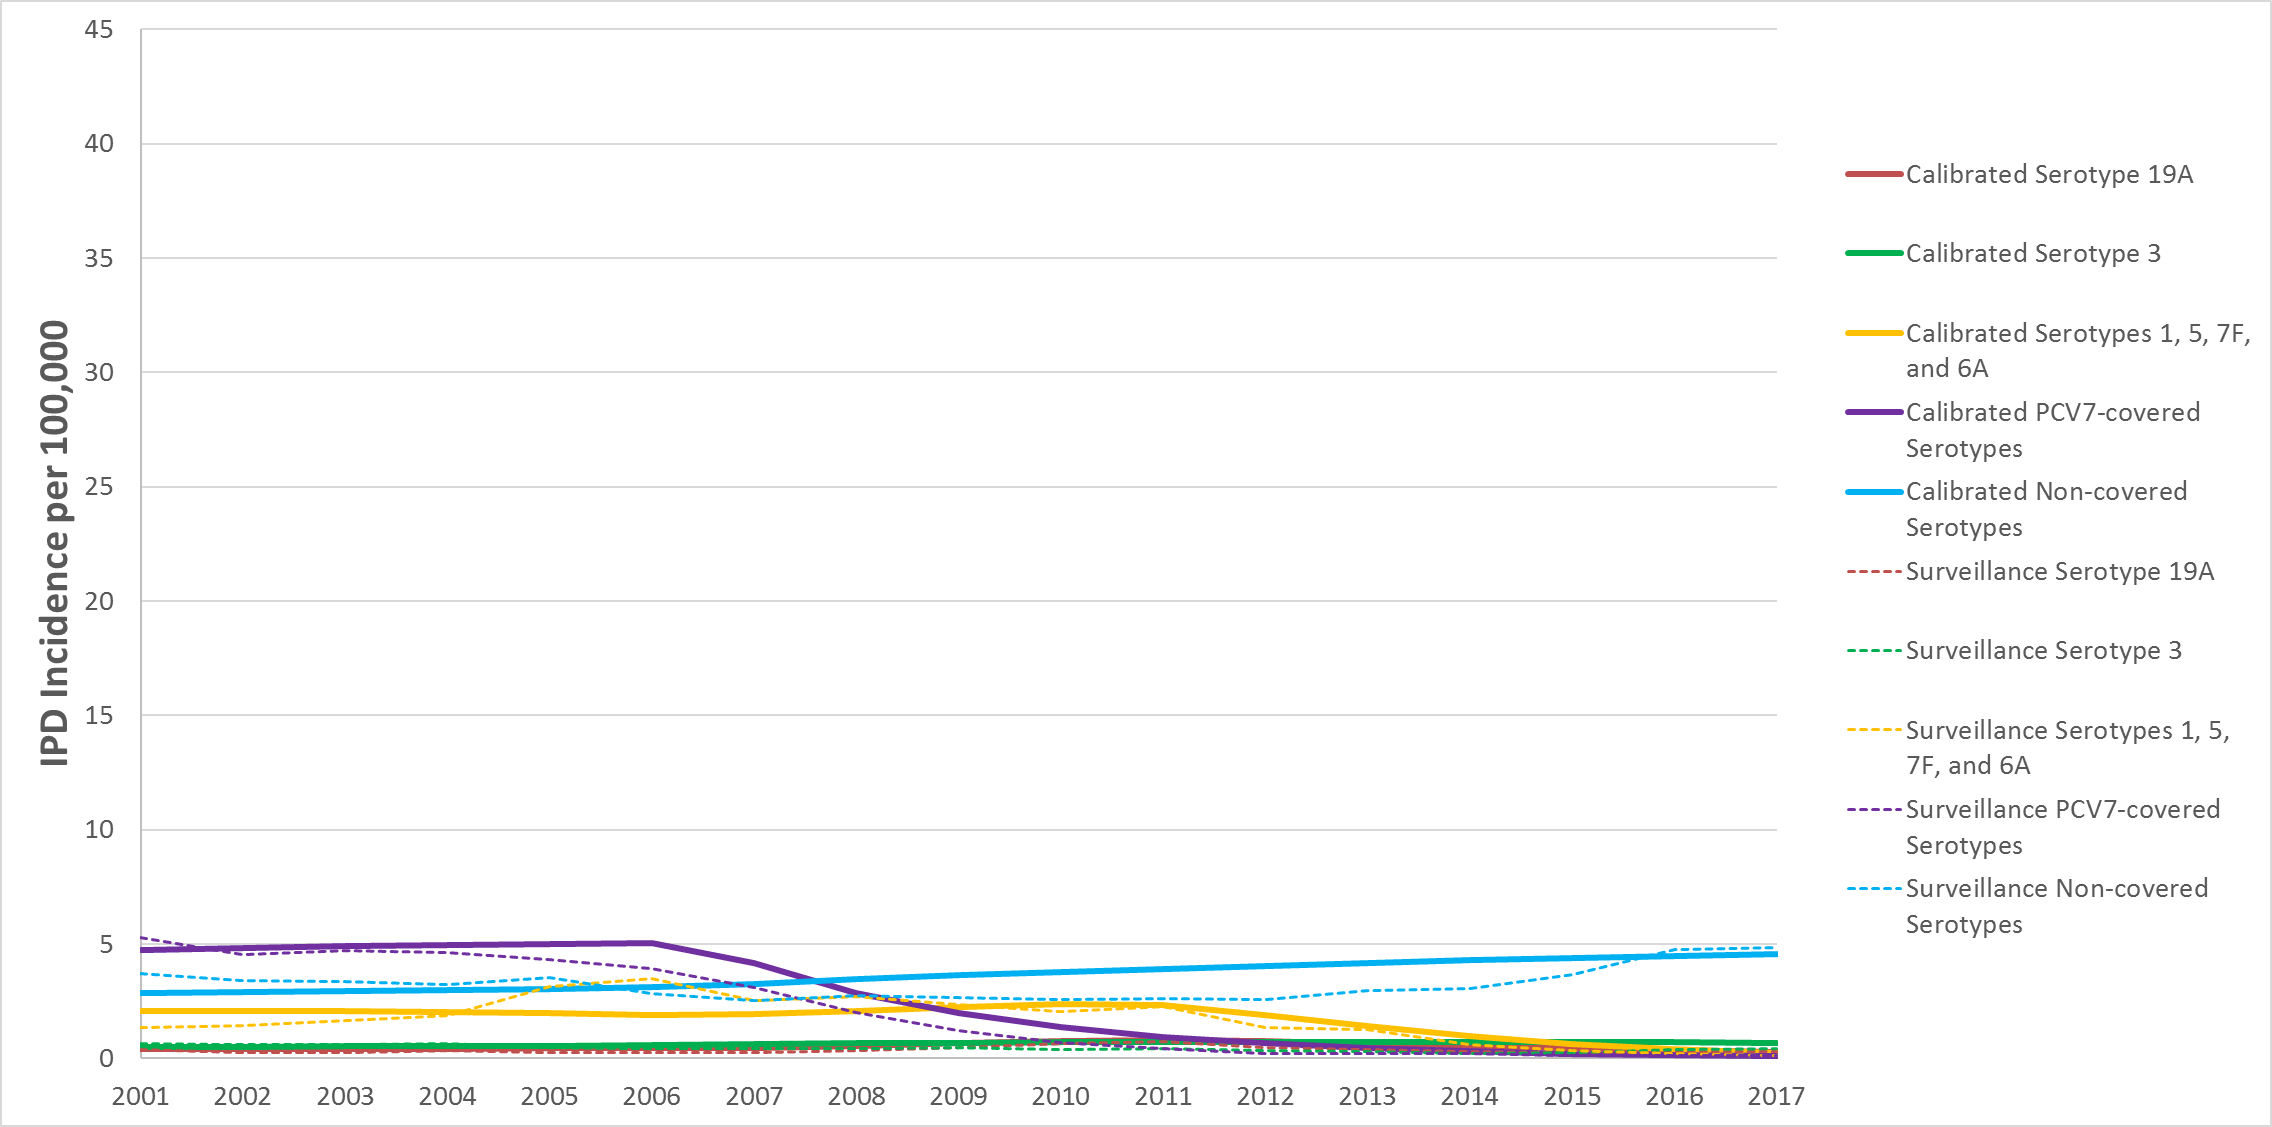 IPD Incidence per 100,000
45
40
35
30
25
20
15
10
5
0
2001 2002 2003 2004 2005 2006 2007 2008 2009 2010 2011 2012 2013 2014 2015 2016 2017
Calibrated Serotype 19A
Calibrated Serotype 3
Calibrated Serotypes 1, 5, 7F,
and 6A
Calibrated PCV7-covered
Serotypes
Calibrated Non-covered
Serotypes
Surveillance Serotype 19A
Surveillance Serotype 3
Surveillance Serotypes 1, 5,
7F, and 6A
Surveillance PCV7-covered
Serotypes
Surveillance Non-covered
Serotypes